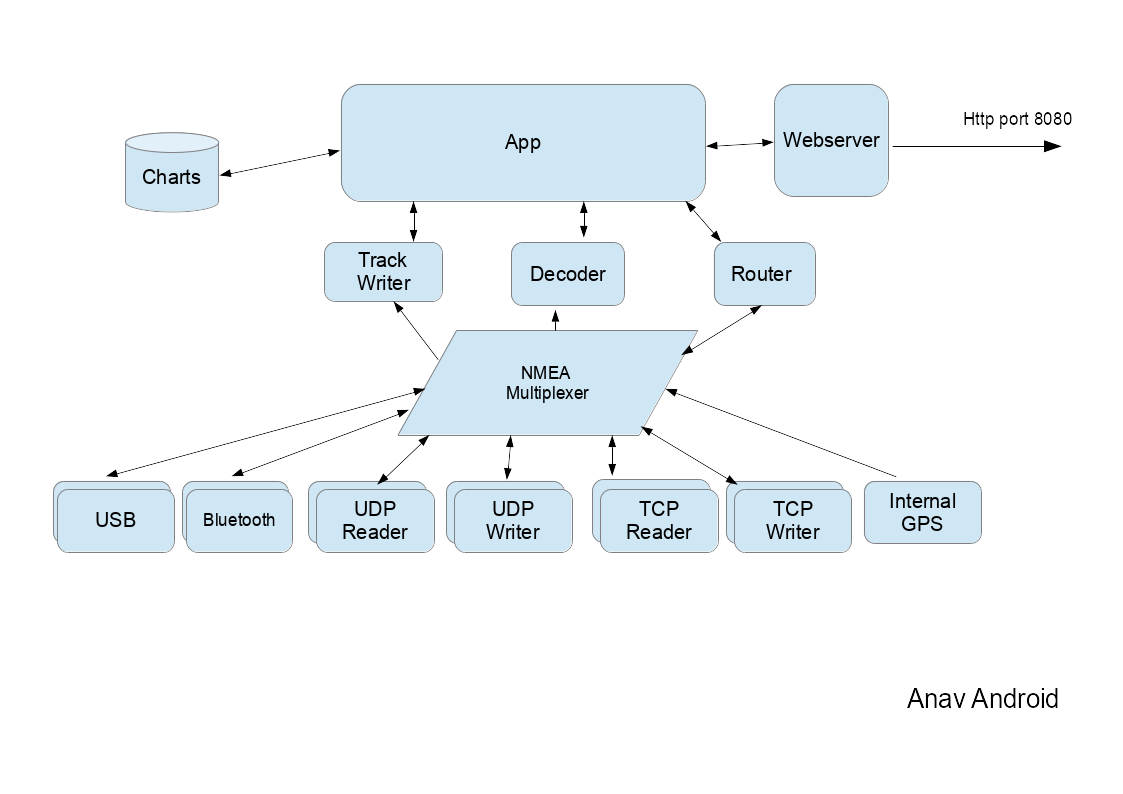 Http port 8080
App
Webserver
Charts
Track
Writer
Decoder
Router
NMEA
Multiplexer
USB
Bluetooth
UDP
Reader
UDP
Writer
TCP
Reader
TCP
Writer
Internal
GPS
Anav Android